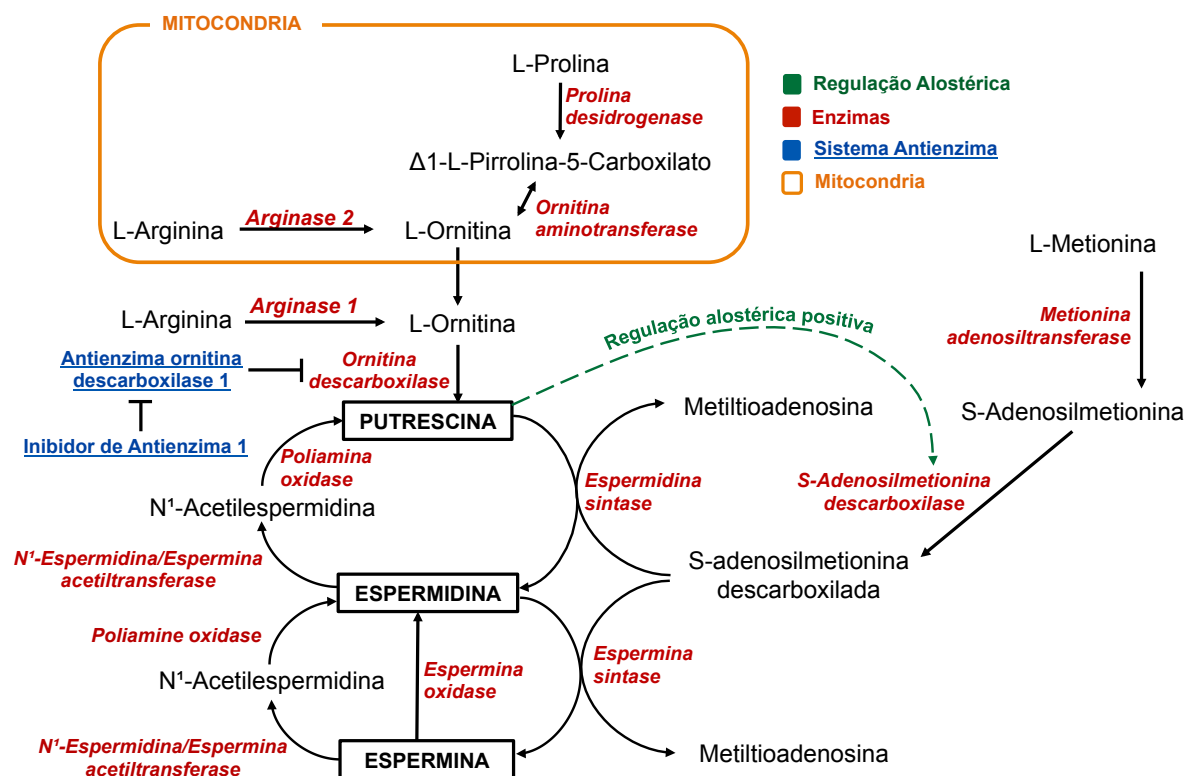 MITOCONDRIA
L-Prolina
Prolina
desidrogenase
Δ1-L-Pirrolina-5-Carboxilato
Ornitina
aminotransferase
L-Arginina
Arginase 2
L-Ornitina
Regulação Alostérica
Enzimas
Sistema Antienzima
Mitocondria
L-Metionina
Metionina
adenosiltransferase
S-Adenosilmetionina
L-Arginina
Arginase 1
L-Ornitina
Regulação alostérica positiva
Antienzima ornitina
descarboxilase 1
Ornitina
descarboxilase
Inibidor de Antienzima 1
PUTRESCINA
Metiltioadenosina
Poliamina
oxidase
Espermidina
sintase
S-Adenosilmetionina
descarboxilase
N¹-Acetilespermidina
N¹-Espermidina/Espermina
acetiltransferase
S-adenosilmetionina
descarboxilada
ESPERMIDINA
Poliamine oxidase
N¹-Acetilespermidina
Espermina
oxidase
Espermina
sintase
N¹-Espermidina/Espermina
acetiltransferase
ESPERMINA
Metiltioadenosina